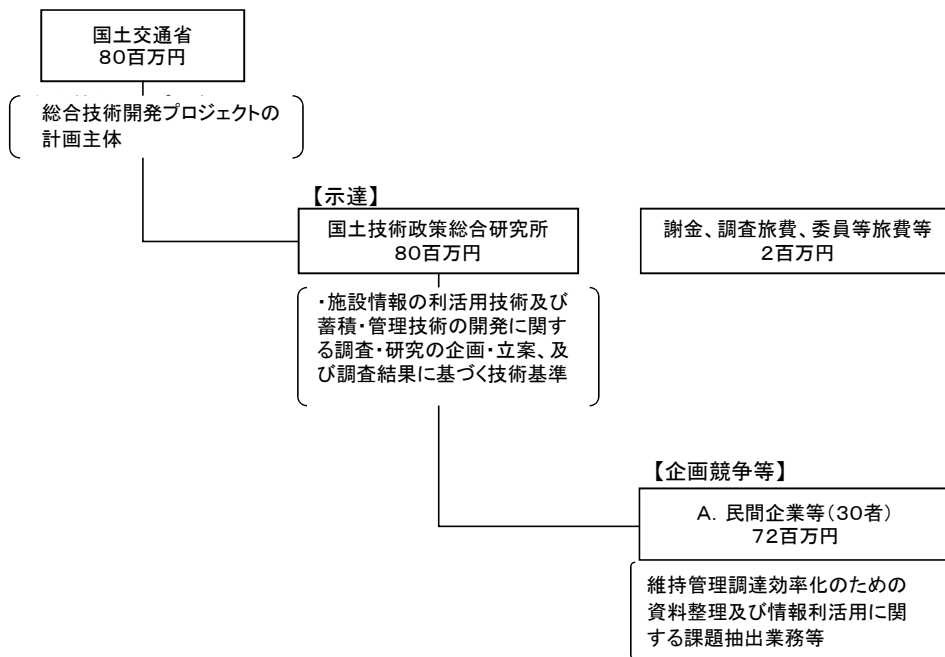 国土交通省
80百万円
総合技術開発プロジェクトの
計画主体
【示達】
国土技術政策総合研究所
80百万円
謝金、調査旅費、委員等旅費等
2百万円
・施設情報の利活用技術及び
蓄積・管理技術の開発に関す
る調査・研究の企画・立案、及
び調査結果に基づく技術基準
【企画競争等】
A. 民間企業等(30者)
72百万円
維持管理調達効率化のための
資料整理及び情報利活用に関
する課題抽出業務等